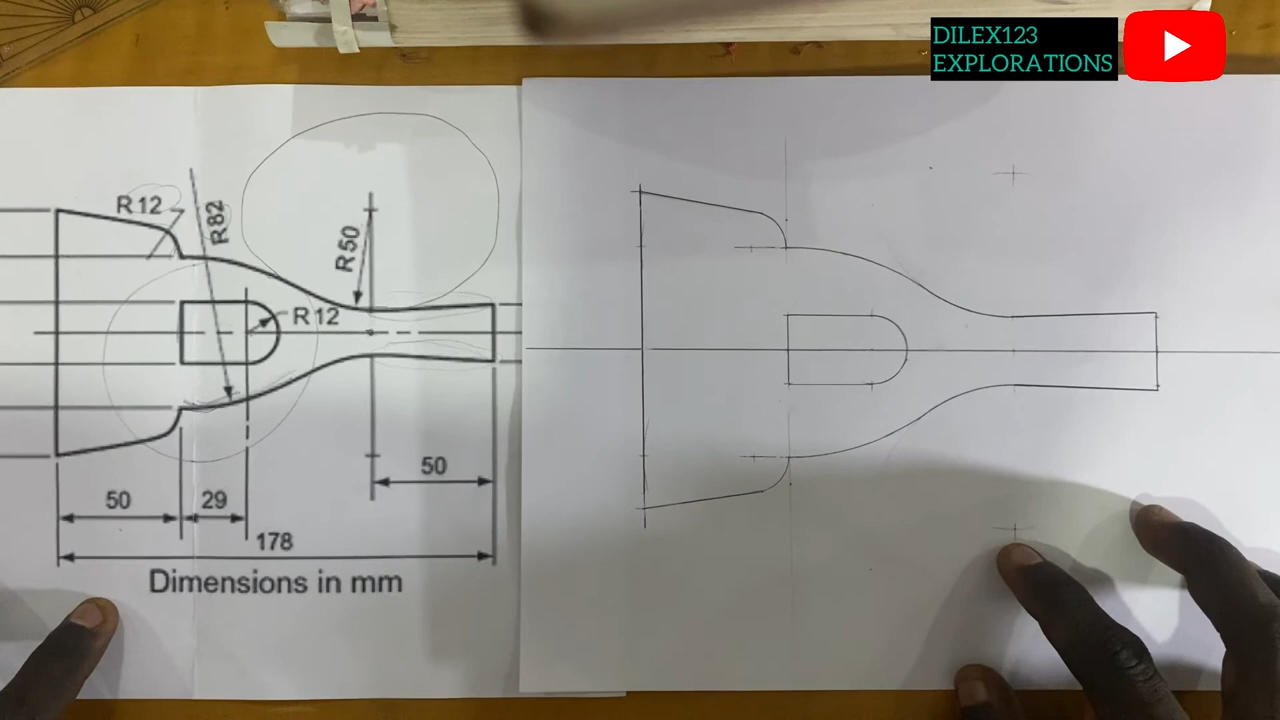 DILEX123
EXPLORATIONS
R12
R82
R50
R12
50
50
29
178
Dimensions in mm